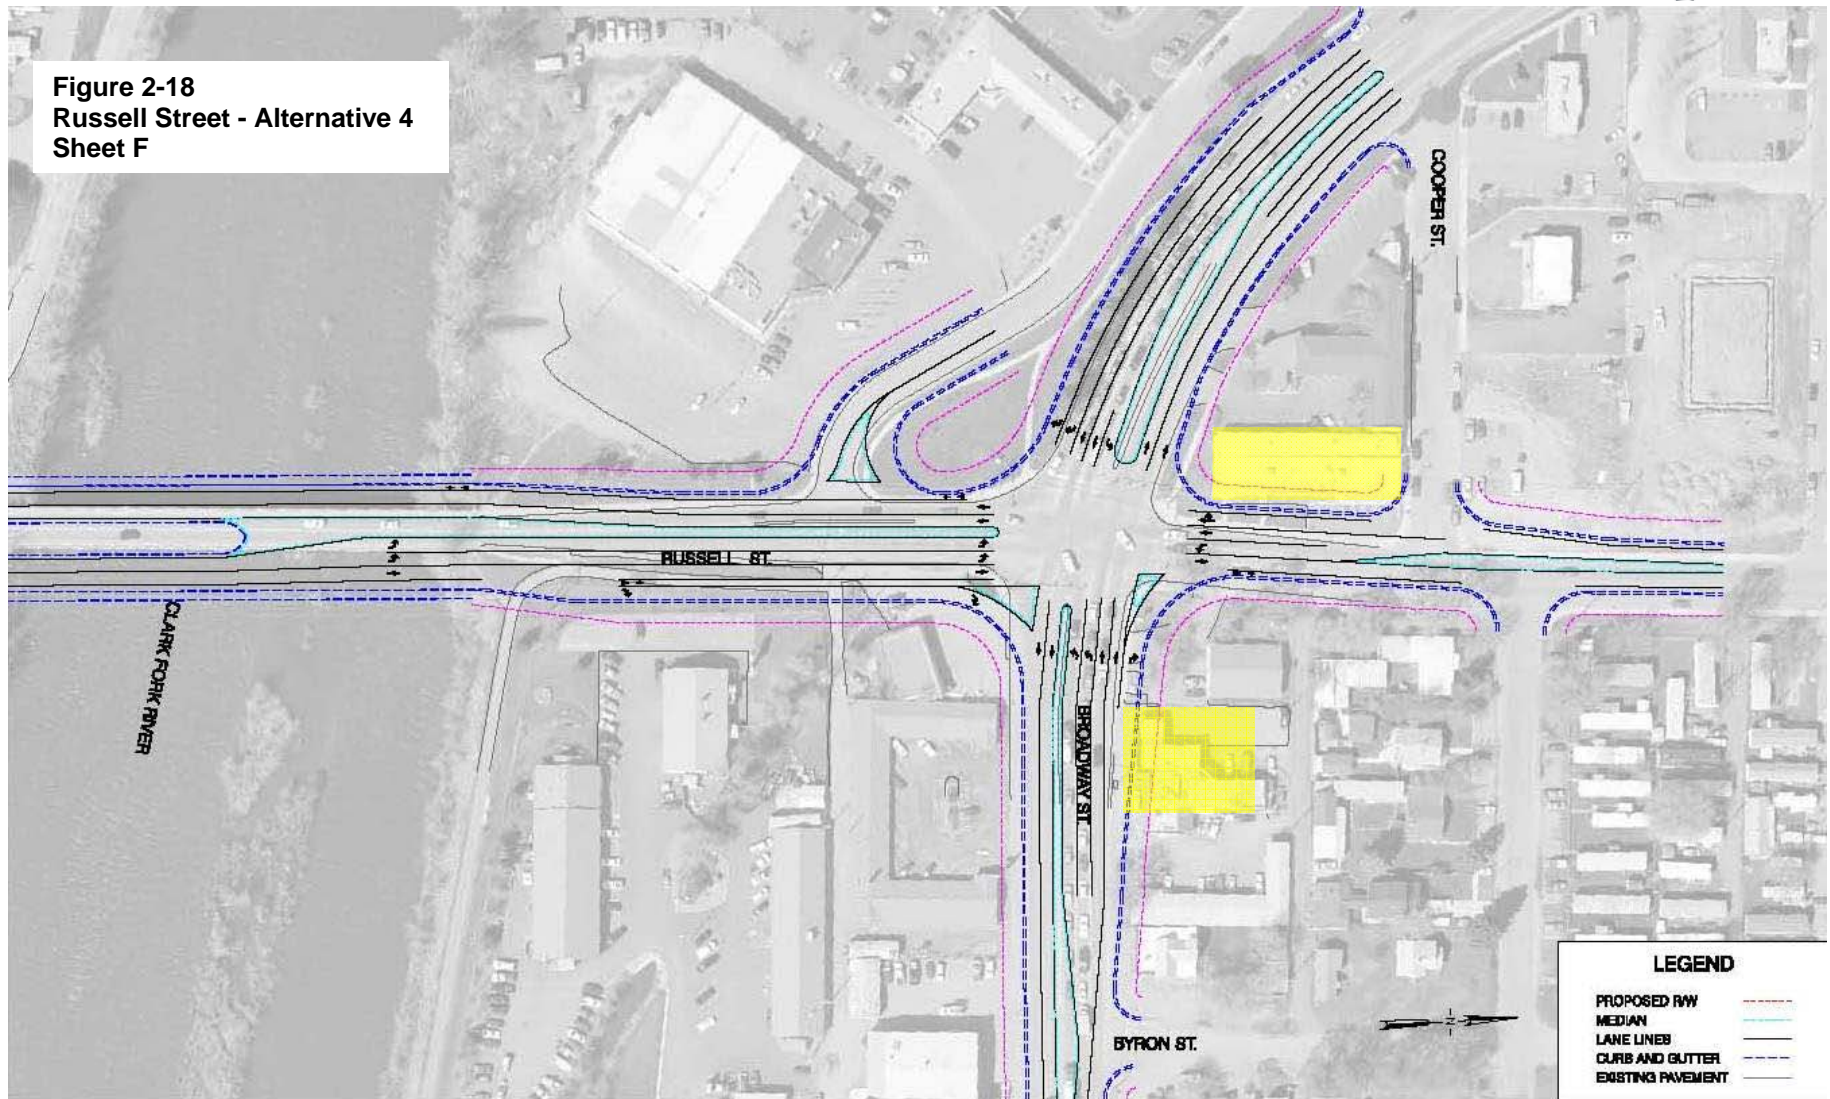 Figure 2-18
Russell Street - Alternative 4
Sheet F
COOPER ST.
RUSSELL ST.
CLARK FORK RIVER
BROADWAY ST.
BYRON ST.
LEGEND
PROPOSED R/W
MEDIAN
LANE LINES
CURB AND GUTTER
EXISTING PAVEMENT